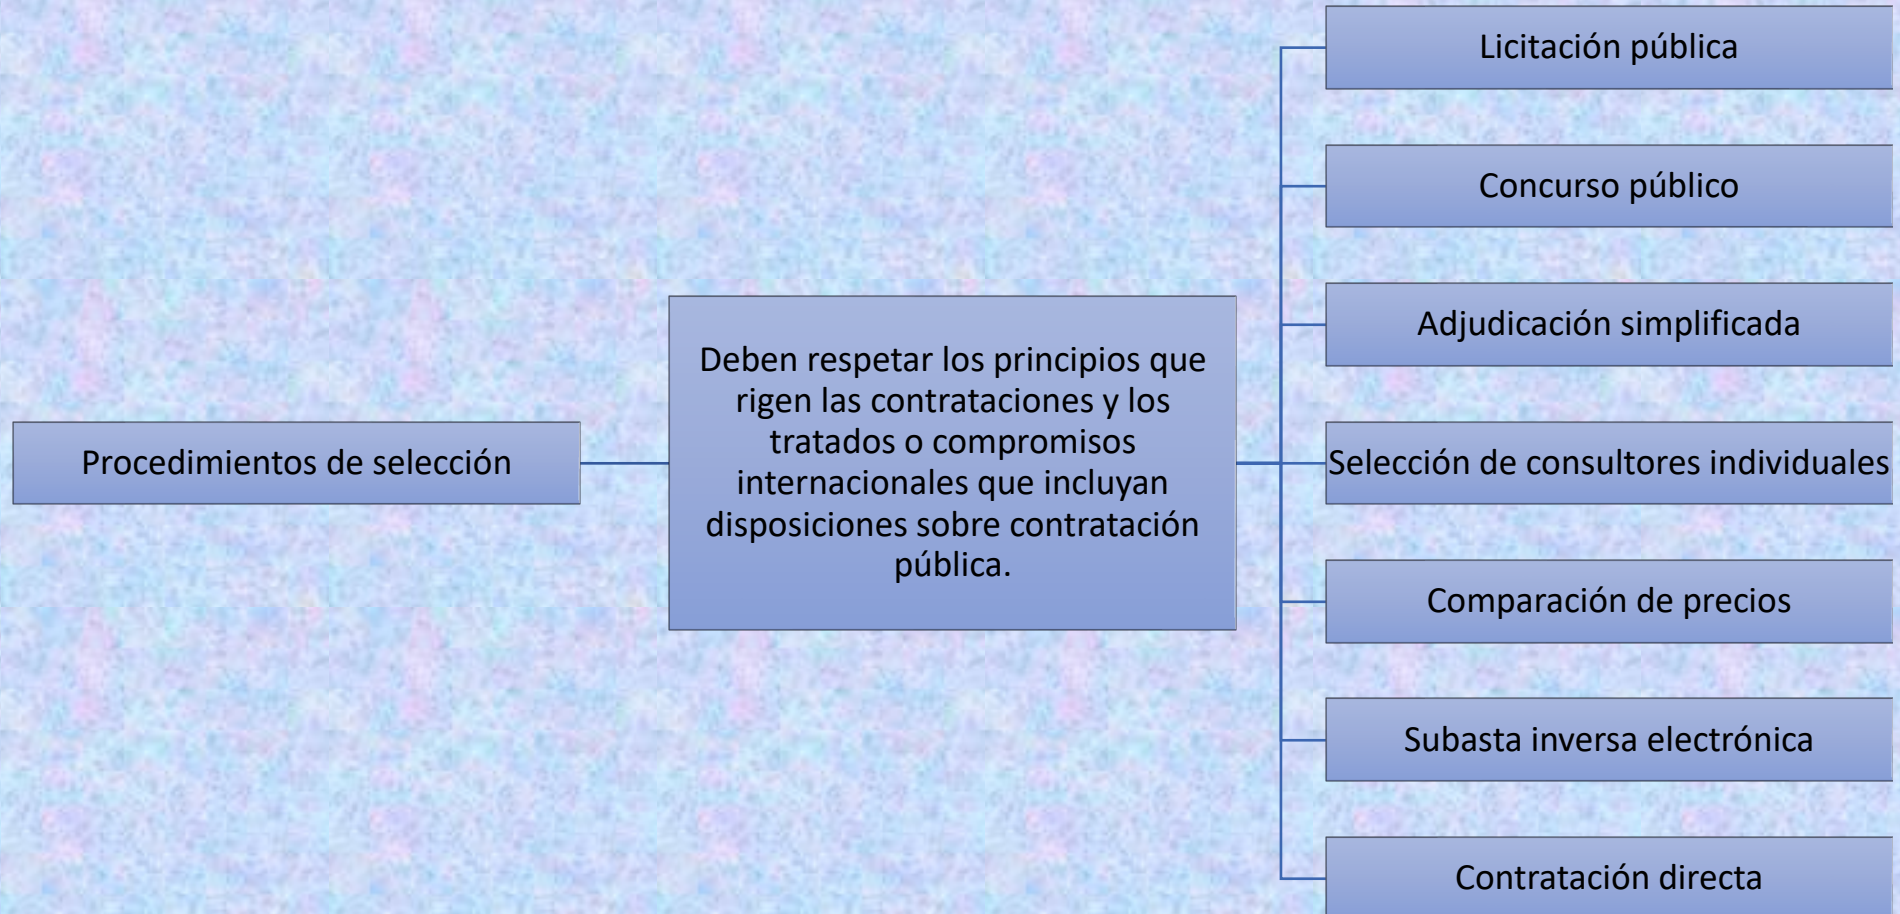 Procedimientos de selección
Deben respetar los principios que
rigen las contrataciones y los
tratados o compromisos
internacionales que incluyan
disposiciones sobre contratación
pública.
Licitación pública
Concurso público
Adjudicación simplificada
Selección de consultores individuales
Comparación de precios
Subasta inversa electrónica
Contratación directa